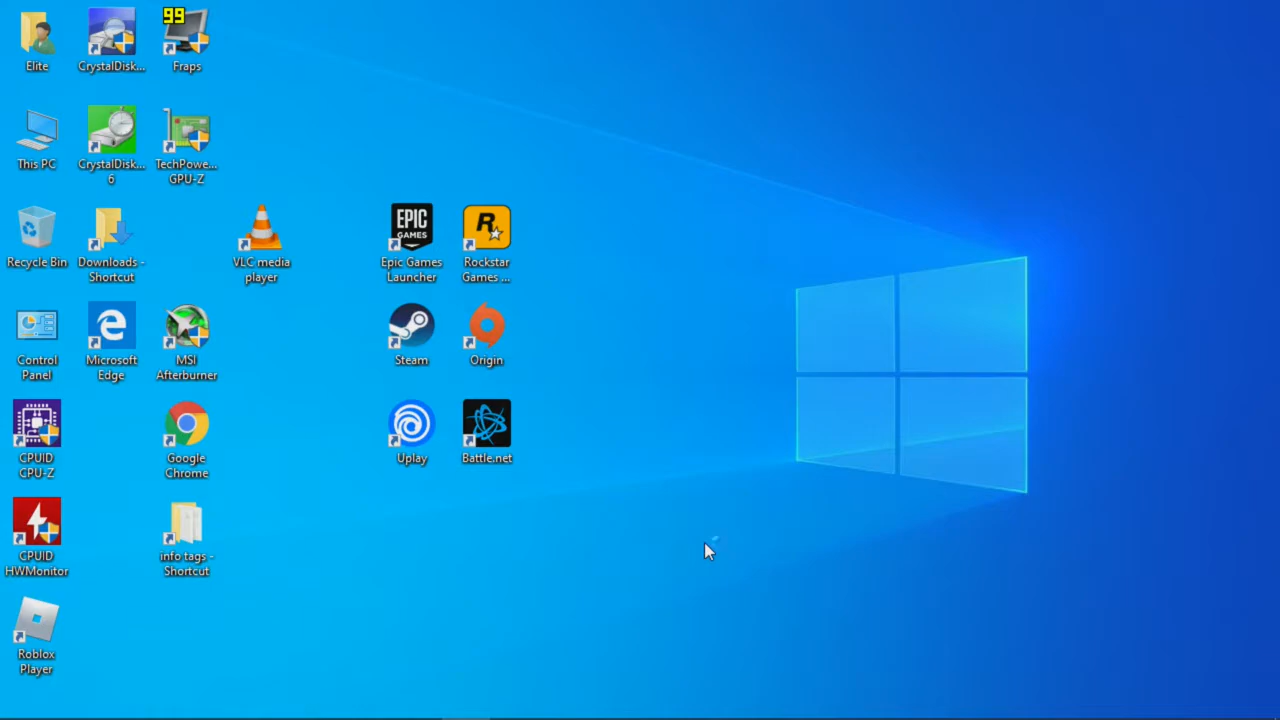 99
Elite
CrystalDisk...
Fraps
This PC
CrystalDisk...
6
TechPowe...
GPU-Z
EPIC
GAMES
R
Recycle Bin
Downloads -
Shortcut
VLC media
player
Epic Games
Launcher
Rockstar
Games ...
Control
Panel
Microsoft
Edge
MSI
Afterburner
Steam
Origin
CPUID
CPU-Z
Google
Chrome
Uplay
Battle.net
CPUID
HWMonitor
info tags -
Shortcut
Roblox
Player